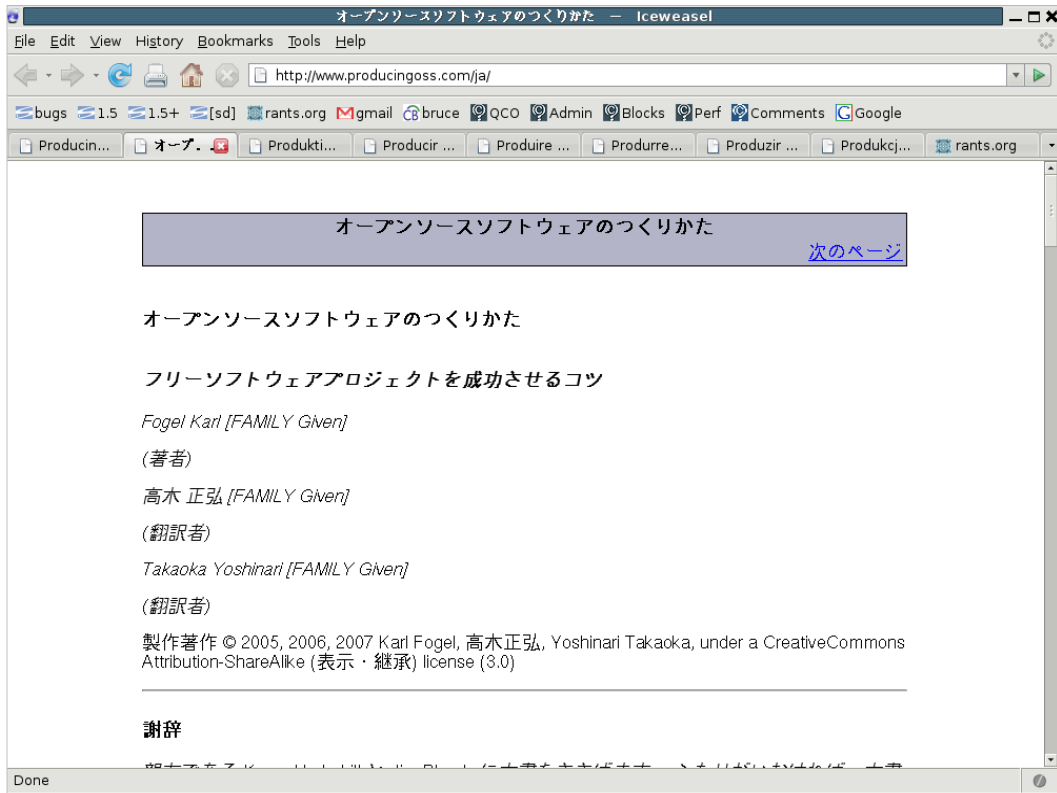 オープンソースソフトウェアのつくりかた — Iceweasel
File Edit View History Bookmarks Tools Help
http://www.producingoss.com/ja/
bugs 1.5 1.5+ [sd] rants.org gmail bruce QCO Admin Blocks Perf Comments Google
Producin... オープ. Produkti... Producir ... Produire ... Produrre... Produzir ... Produkcj... rants.org
オープンソースソフトウェアのつくりかた
次のページ
オープンソースソフトウェアのつくりかた
フリーソフトウェアプロジェクトを成功させるコツ
Fogel Karl [FAMILY Given]
(著者)
高木 正弘 [FAMILY Given]
(翻訳者)
Takaoka Yoshinari [FAMILY Given]
(翻訳者)
製作著作 © 2005, 2006, 2007 Karl Fogel, 高木正弘, Yoshinari Takaoka, under a CreativeCommons
Attribution-ShareAlike (表示・継承) license (3.0)
謝辞
Done